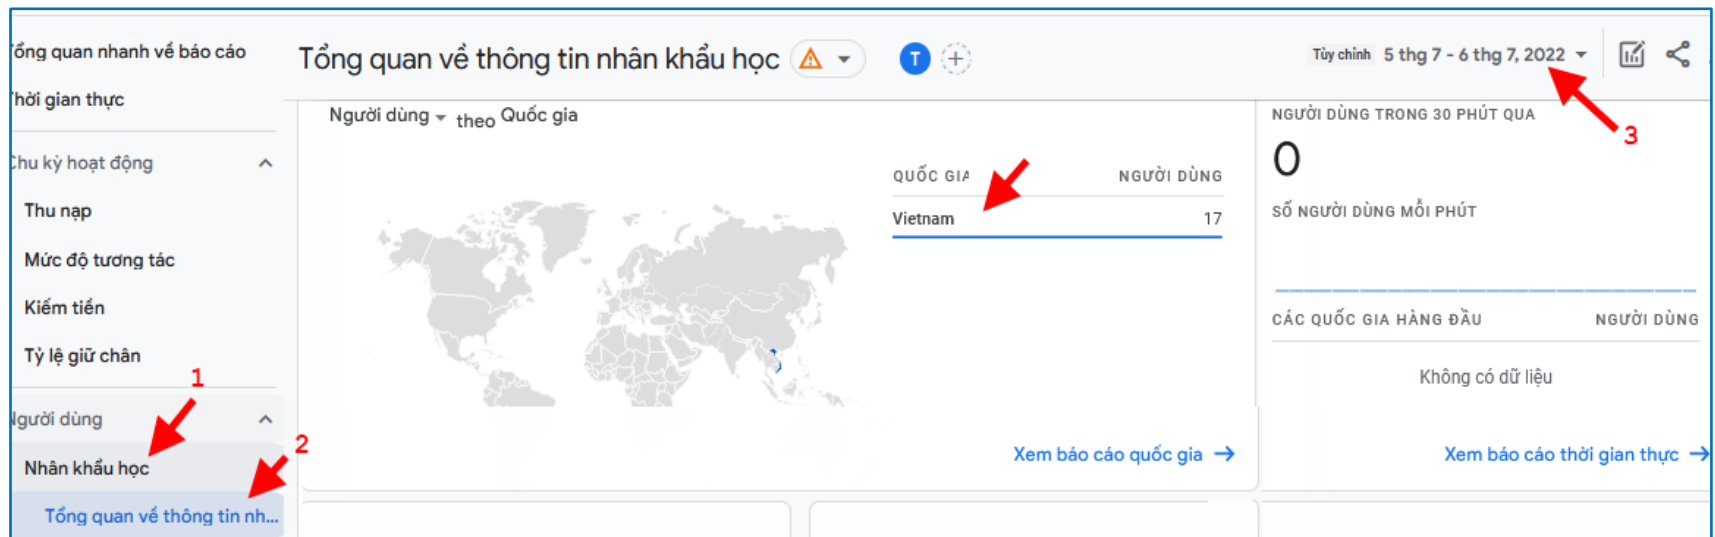 ổng quan nhanh về báo cáo
hời gian thực
Chu kỳ hoạt động
Thu nạp
Mức độ tương tác
Kiếm tiền
Tỷ lệ giữ chân
1
Người dùng
2
Nhân khẩu học
Tổng quan về thông tin nh...
Tổng quan về thông tin nhân khẩu học
T
Tùy chỉnh 5 thg 7 - 6 thg 7, 2022
3
Người dùng theo Quốc gia
QUỐC GIA NGƯỜI DÙNG
Vietnam 17
Xem báo cáo quốc gia
NGƯỜI DÙNG TRONG 30 PHÚT QUA
0
SỐ NGƯỜI DÙNG MỖI PHÚT
CÁC QUỐC GIA HÀNG ĐẦU NGƯỜI DÙNG
Không có dữ liệu
Xem báo cáo thời gian thực